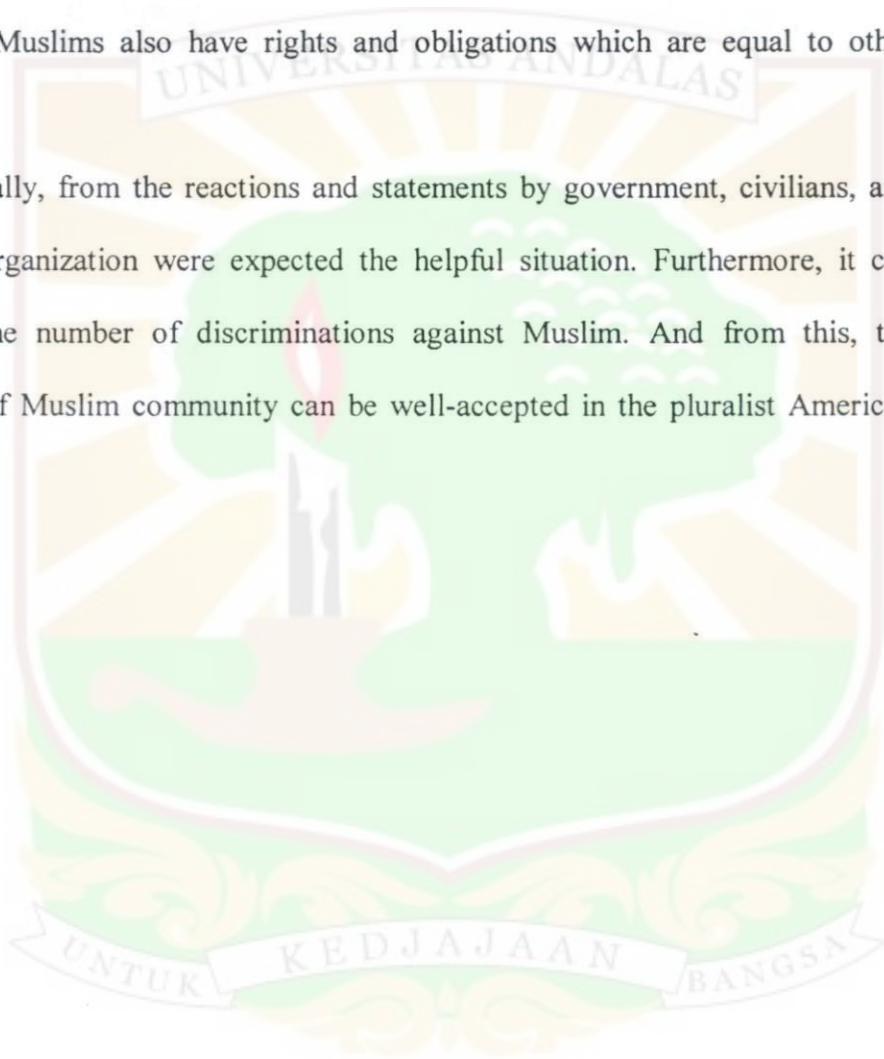 Muslims also have rights and obligations which are equal to oth
UNIVERSITAS ANDALAS
ally, from the reactions and statements by government, civilians, a
rganization were expected the helpful situation. Furthermore, it c
ne number of discriminations against Muslim. And from this, t
f Muslim community can be well-accepted in the pluralist Americ
UNTUK KEDJAJAAN BANGSA